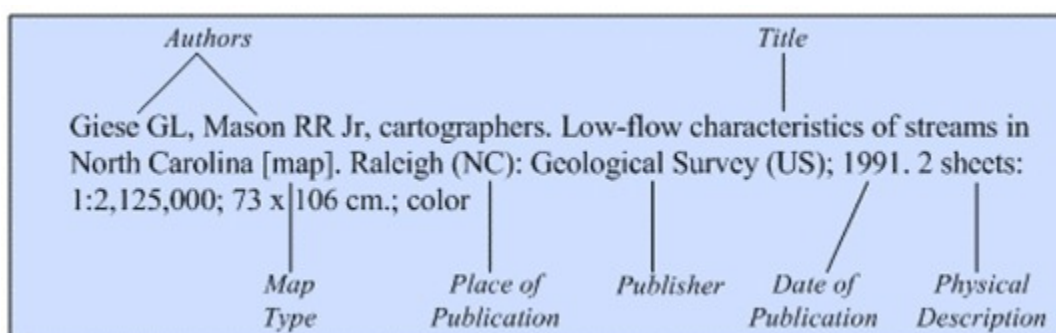 Authors Title
Giese GL, Mason RR Jr, cartographers. Low-flow characteristics of streams in
North Carolina [map]. Raleigh (NC): Geological Survey (US); 1991. 2 sheets:
1:2,125,000; 73 x 106 cm.; color
Map Place of Publisher Date of Physical
Type Publication Publication Description